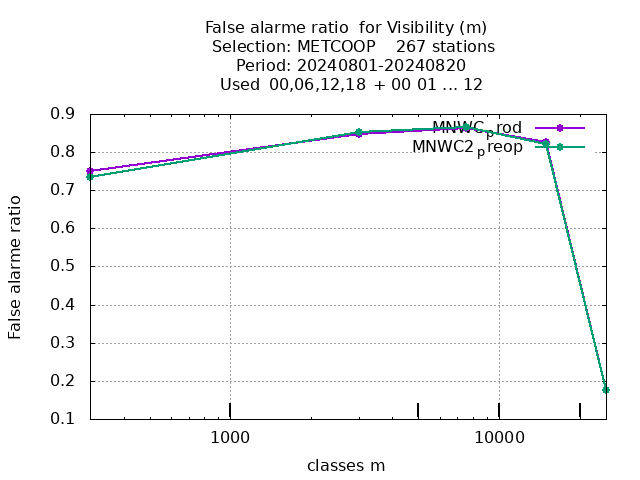 False alarme ratio  for Visibility (m)
Selection: METCOOP    267 stations
Period: 20240801-20240820
Used  00,06,12,18  + 00 01 ... 12
0.9
MNWC_prod
0.8
MNWC2_preop
0.7
0.6
0.5
0.4
0.3
0.2
0.1
False alarme ratio
1000
10000
classes m